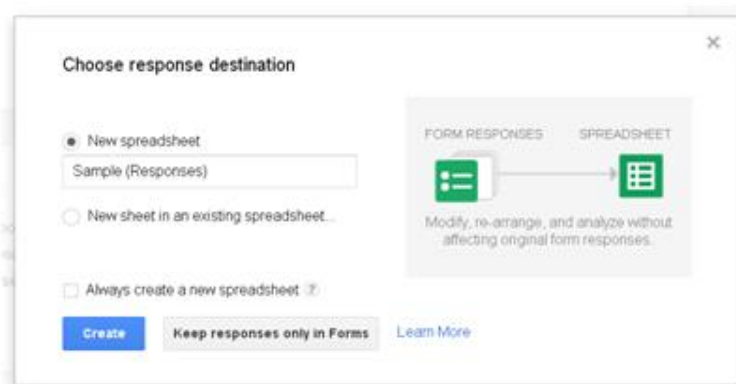 Choose response destination
New spreadsheet
Sample (Responses)
New sheet in an existing spreadsheet...
Always create a new spreadsheet ?
Create
Keep responses only in Forms
Learn More
FORM RESPONSES
SPREADSHEET
Modify, re-arrange, and analyze without
affecting original form responses.